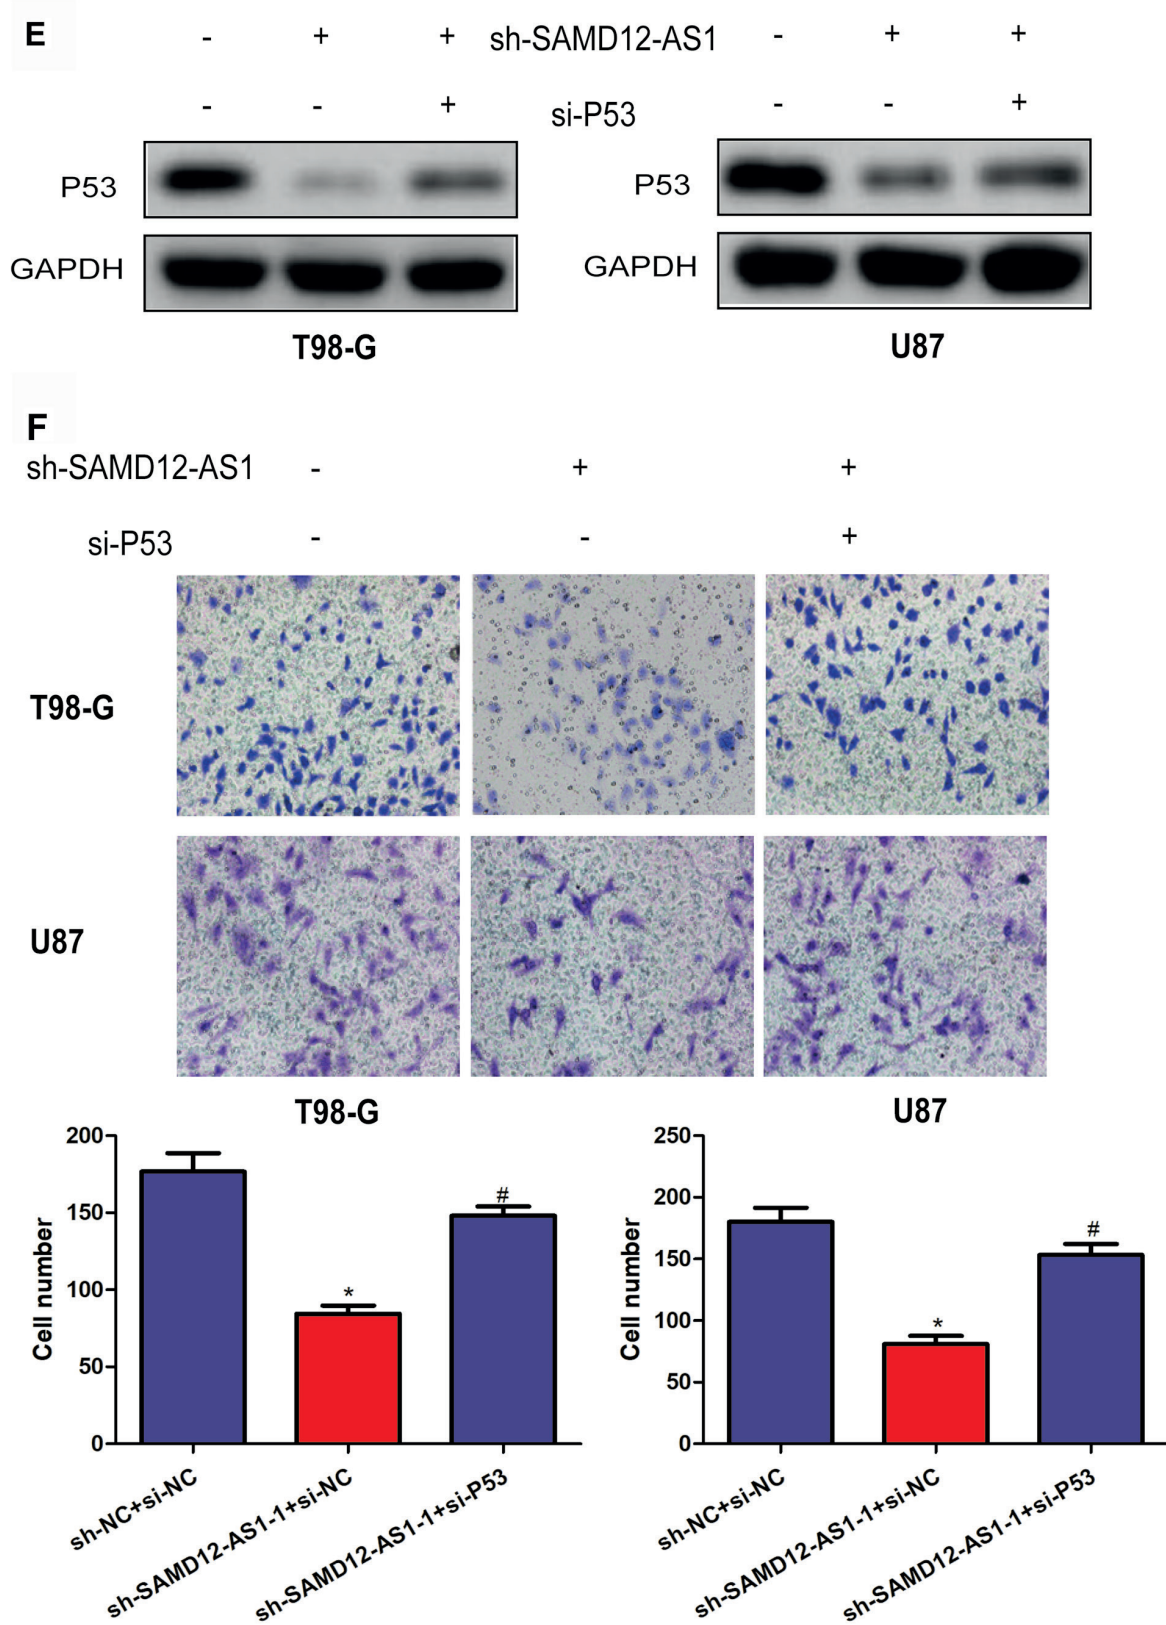 E
- + + sh-SAMD12-AS1 - + +
- - + si-P53 - - +
P53 P53
GAPDH GAPDH
T98-G U87
F
sh-SAMD12-AS1 - + +
si-P53 - - +
T98-G
U87
T98-G U87
Cell number
200
150
100
50
0
*
#
sh-NC+si-NC
sh-SAMD12-AS1-1+si-NC
sh-SAMD12-AS1-1+si-P53
Cell number
250
200
150
100
50
0
*
#
sh-NC+si-NC
sh-SAMD12-AS1-1+si-NC
sh-SAMD12-AS1-1+si-P53